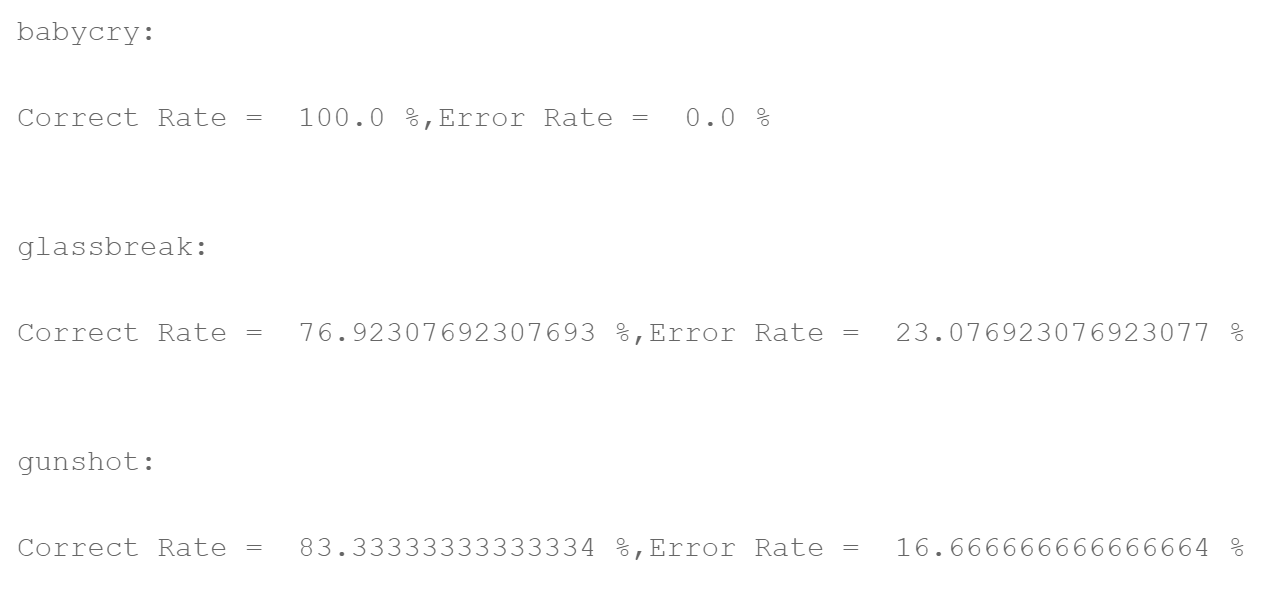 babycry:
Correct Rate =  100.0 %,Error Rate =  0.0 %
glassbreak:
Correct Rate =  76.92307692307693 %,Error Rate =  23.076923076923077 %
gunshot:
Correct Rate =  83.33333333333334 %,Error Rate =  16.666666666666664 %